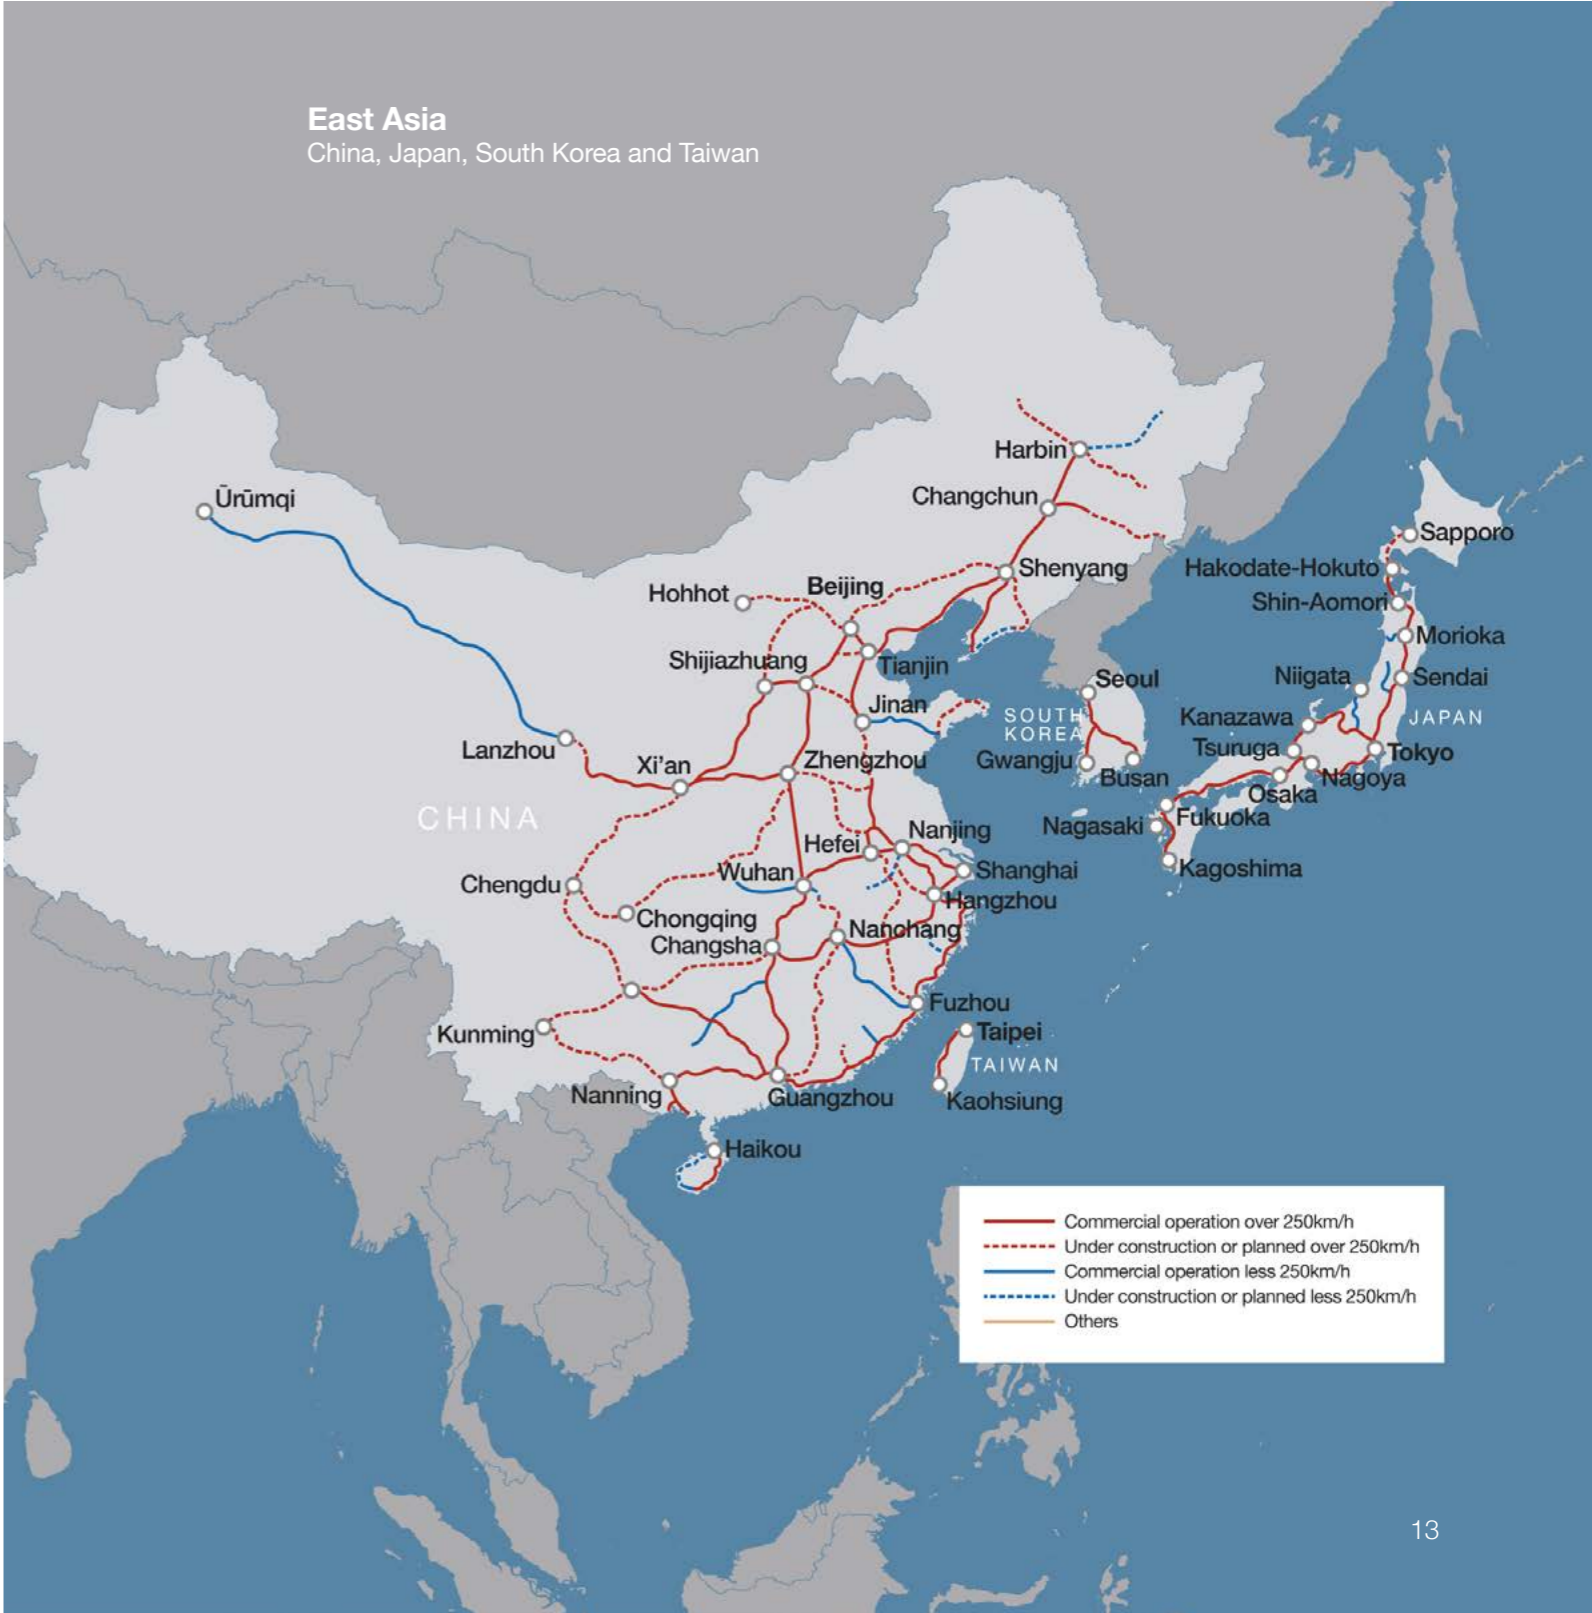 East Asia
China, Japan, South Korea and Taiwan
Harbin
Changchun
Ūrūmqi
Sapporo
Shenyang
Hakodate-Hokuto
Beijing
Hohhot
Shin-Aomori
Morioka
Shijiazhuang
Tianjin
Niigata
Sendai
Seoul
Jinan
SOUTH
KOREA
Kanazawa
JAPAN
Lanzhou
Xi'an
Zhengzhou
Gwangju
Busan
Tsuruga
Tokyo
Nagoya
Osaka
CHINA
Nagasaki
Fukuoka
Hefei
Nanjing
Wuhan
Shanghai
Kagoshima
Chengdu
Hangzhou
Chongqing
Changsha
Nanchang
Fuzhou
Kunming
Taipei
TAIWAN
Nanning
Guangzhou
Kaohsiung
Haikou
Commercial operation over 250km/h
Under construction or planned over 250km/h
Commercial operation less 250km/h
Under construction or planned less 250km/h
Others
13